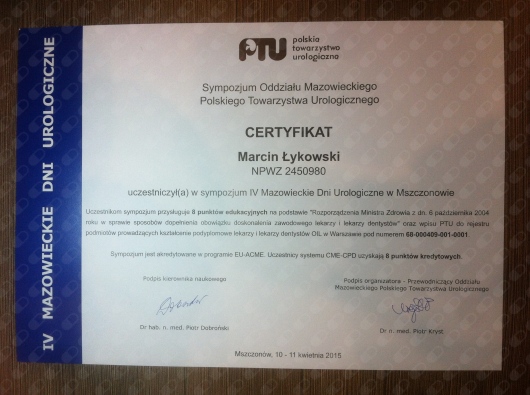 IV MAZOWIECKIE DNI UROLOGICZNE
PTU polskie
towarzystwo
urologiczne
Sympozjum Oddziału Mazowieckiego
Polskiego Towarzystwa Urologicznego
CERTYFIKAT
Marcin Łykowski
NPWZ 2450980
uczestniczył(a) w sympozjum IV Mazowieckie Dni Urologiczne w Mszczonowie
Uczestnikom sympozjum przysługuje 8 punktów edukacyjnych na podstawie "Rozporządzenia Ministra Zdrowia z dn. 6 października 2004
roku w sprawie sposobów dopełnienia obowiązku doskonalenia zawodowego lekarzy i lekarzy dentystów" oraz wpisu PTU do rejestru
podmiotów prowadzących kształcenie podyplomowe lekarzy i lekarzy dentystów OIL w Warszawie pod numerem 68-000409-001-0001.
Sympozjum jest akredytowane w programie EU-ACME. Uczestnicy systemu CME-CPD uzyskują 8 punktów kredytowych.
Podpis kierownika naukowego
Dr hab. n. med. Piotr Dobroński
Podpis organizatora - Przewodniczący Oddziału
Mazowieckiego Polskiego Towarzystwa Urologicznego
Dr n. med. Piotr Kryst
Mszczonów, 10 - 11 kwietnia 2015